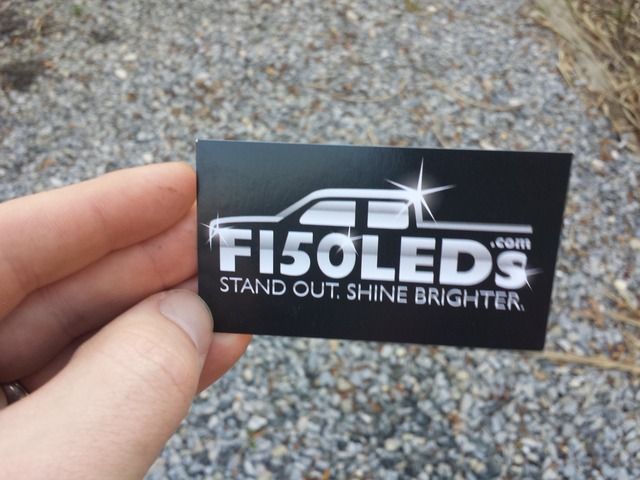 .com
F150LEDs
STAND OUT. SHINE BRIGHTER.